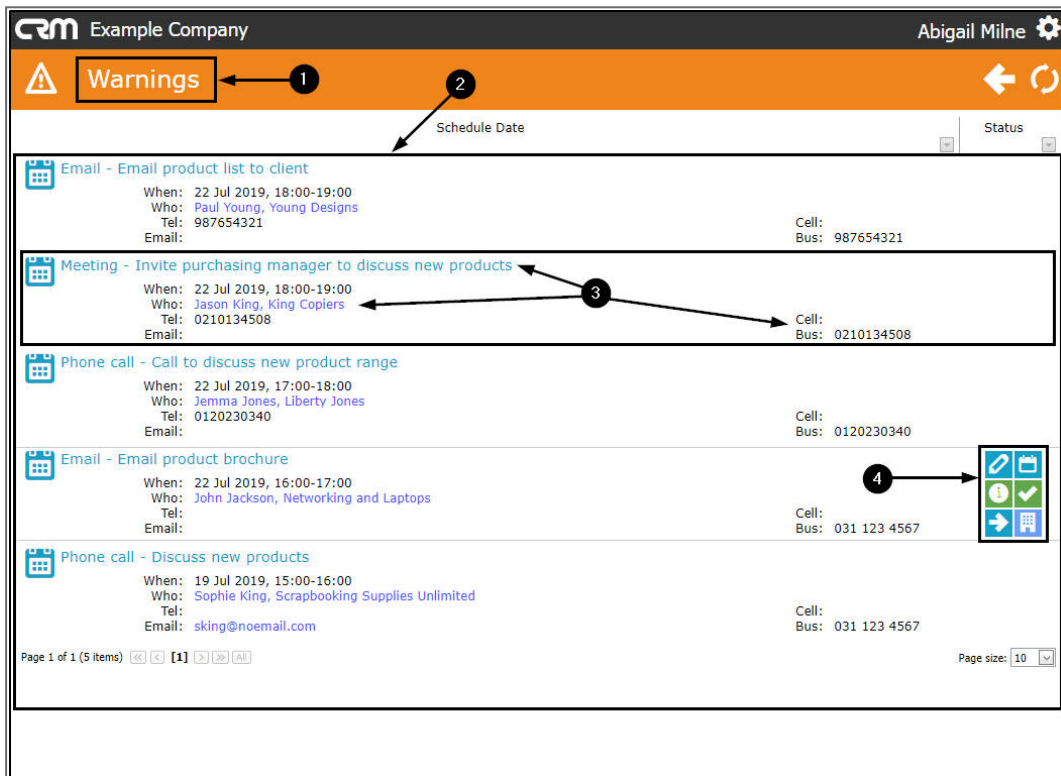 CRM Example Company Abigail Milne
Warnings 1
2
Schedule Date Status
Email - Email product list to client
When: 22 Jul 2019, 18:00-19:00
Who: Paul Young, Young Designs
Tel: 987654321 Cell:
Email: Bus: 987654321
Meeting - Invite purchasing manager to discuss new products
When: 22 Jul 2019, 18:00-19:00
3
Who: Jason King, King Copiers
Tel: 0210134508 Cell:
Email: Bus: 0210134508
Phone call - Call to discuss new product range
When: 22 Jul 2019, 17:00-18:00
Who: Jemma Jones, Liberty Jones
Tel: 0120230340 Cell:
Email: Bus: 0120230340
Email - Email product brochure
When: 22 Jul 2019, 16:00-17:00
4
Who: John Jackson, Networking and Laptops
Tel: Cell:
Email: Bus: 031 123 4567
Phone call - Discuss new products
When: 19 Jul 2019, 15:00-16:00
Who: Sophie King, Scrapbooking Supplies Unlimited
Tel: Cell:
Email: sking@noemail.com Bus: 031 123 4567
Page 1 of 1 (5 items) [1] All Page size: 10